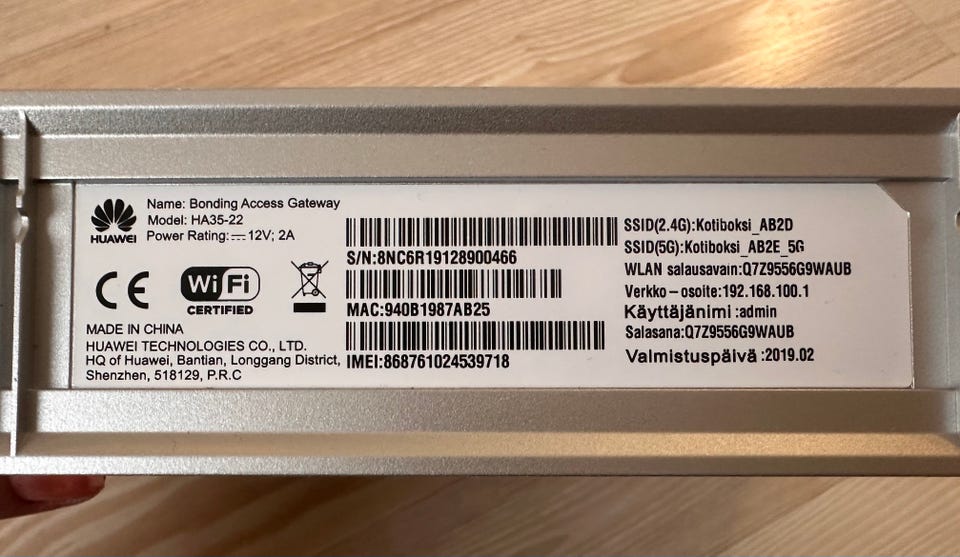 HUAWEI
Name: Bonding Access Gateway
Model: HA35-22
Power Rating: ⎓ 12V; 2A
CE
Wi Fi
CERTIFIED
MADE IN CHINA
HUAWEI TECHNOLOGIES CO., LTD.
HQ of Huawei, Bantian, Longgang District,
Shenzhen, 518129, P.R.C
S/N:8NC6R19128900466
MAC:940B1987AB25
IMEI:868761024539718
SSID(2.4G):Kotiboksi_AB2D
SSID(5G):Kotiboksi_AB2E_5G
WLAN salausavain:Q7Z9556G9WAUB
Verkko–osoite:192.168.100.1
Käyttäjänimi :admin
Salasana:Q7Z9556G9WAUB
Valmistuspäivä :2019.02